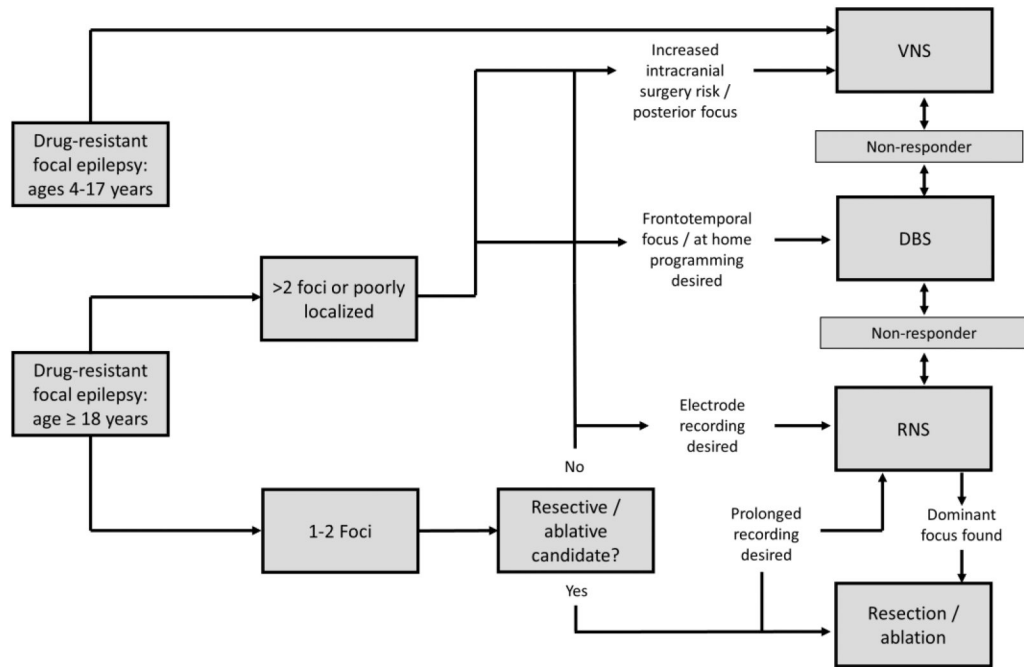 Increased
intracranial
surgery risk /
posterior focus
VNS
Drug-resistant
focal epilepsy:
ages 4-17 years
Non-responder
Frontotemporal
focus / at home
programming
desired
DBS
>2 foci or poorly
localized
Non-responder
Drug-resistant
focal epilepsy:
age ≥ 18 years
Electrode
recording
desired
RNS
No
1-2 Foci
Resective /
ablative
candidate?
Prolonged
recording
desired
Dominant
focus found
Yes
Resection /
ablation